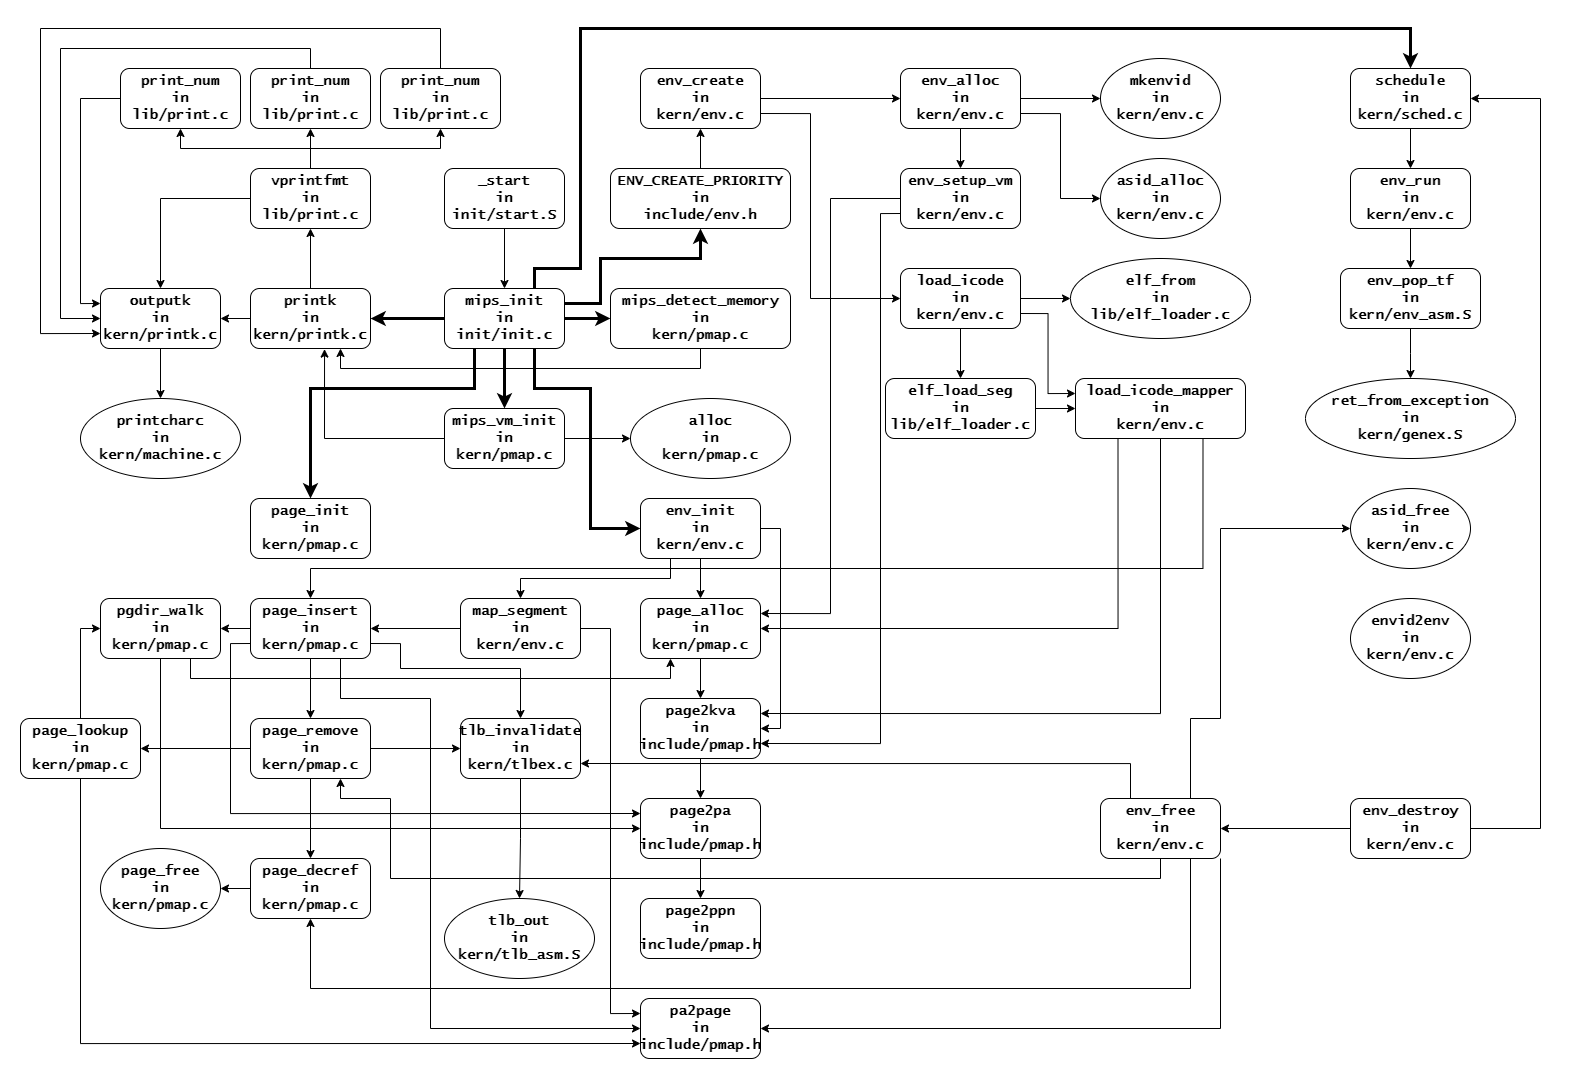 print_num
in
lib/print.c
print_num
in
lib/print.c
print_num
in
lib/print.c
env_create
in
kern/env.c
env_alloc
in
kern/env.c
mkenvid
in
kern/env.c
schedule
in
kern/sched.c
vprintfmt
in
lib/print.c
_start
in
init/start.S
ENV_CREATE_PRIORITY
in
include/env.h
env_setup_vm
in
kern/env.c
asid_alloc
in
kern/env.c
env_run
in
kern/env.c
outputk
in
kern/printk.c
printk
in
kern/printk.c
mips_init
in
init/init.c
mips_detect_memory
in
kern/pmap.c
load_icode
in
kern/env.c
elf_from
in
lib/elf_loader.c
env_pop_tf
in
kern/env_asm.S
printcharc
in
kern/machine.c
mips_vm_init
in
kern/pmap.c
alloc
in
kern/pmap.c
elf_load_seg
in
lib/elf_loader.c
load_icode_mapper
in
kern/env.c
ret_from_exception
in
kern/genex.S
page_init
in
kern/pmap.c
env_init
in
kern/env.c
asid_free
in
kern/env.c
pgdir_walk
in
kern/pmap.c
page_insert
in
kern/pmap.c
map_segment
in
kern/env.c
page_alloc
in
kern/pmap.c
envid2env
in
kern/env.c
page_lookup
in
kern/pmap.c
page_remove
in
kern/pmap.c
tlb_invalidate
in
kern/tlbex.c
page2kva
in
include/pmap.h
page2pa
in
include/pmap.h
env_free
in
kern/env.c
env_destroy
in
kern/env.c
page_free
in
kern/pmap.c
page_decref
in
kern/pmap.c
tlb_out
in
kern/tlb_asm.S
page2ppn
in
include/pmap.h
pa2page
in
include/pmap.h